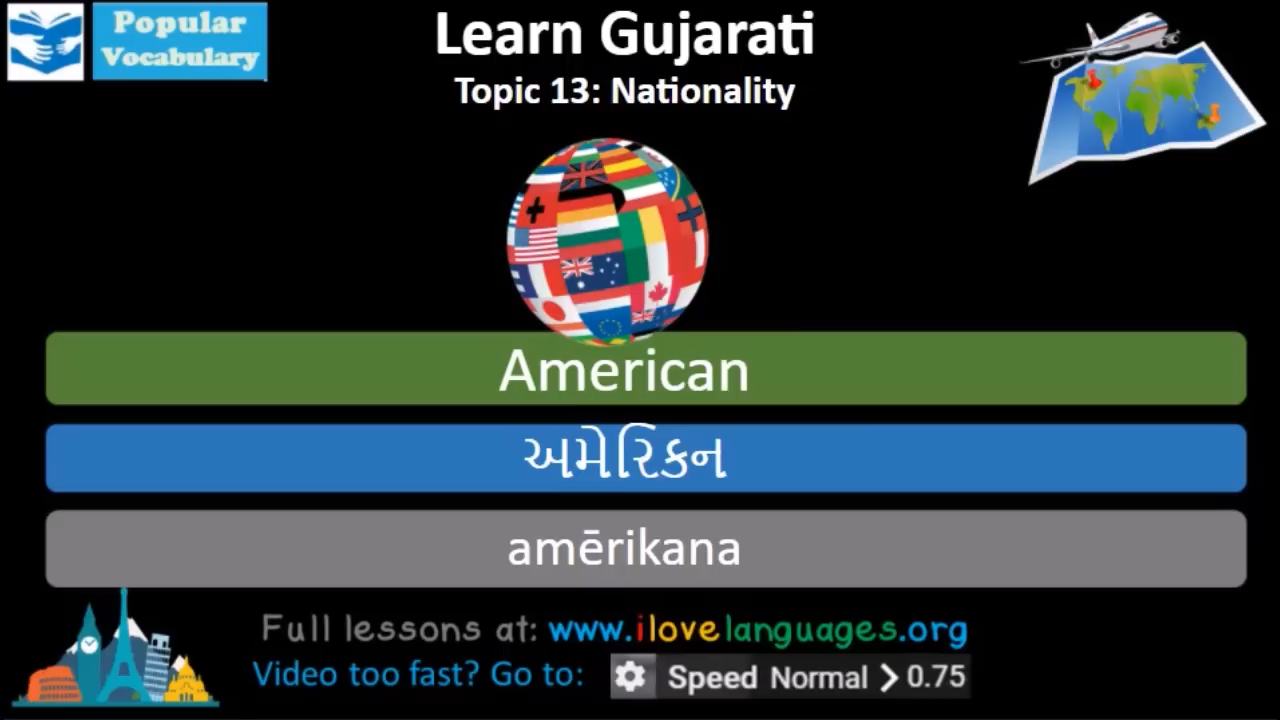 Popular
Vocabulary
Learn Gujarati
Topic 13: Nationality
American
અમેરિકન
amērikana
Full lessons at: www.ilovelanguages.org
Video too fast? Go to: Speed Normal > 0.75